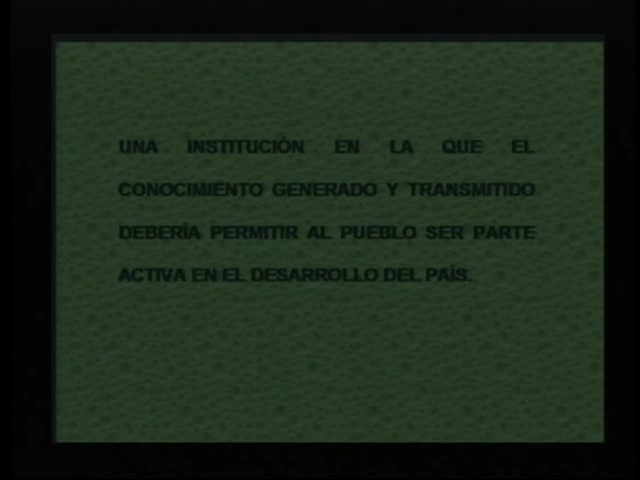 UNA INSTITUCIÓN EN LA QUE EL
CONOCIMIENTO GENERADO Y TRANSMITIDO
DEBERÍA PERMITIR AL PUEBLO SER PARTE
ACTIVA EN EL DESARROLLO DEL PAÍS.